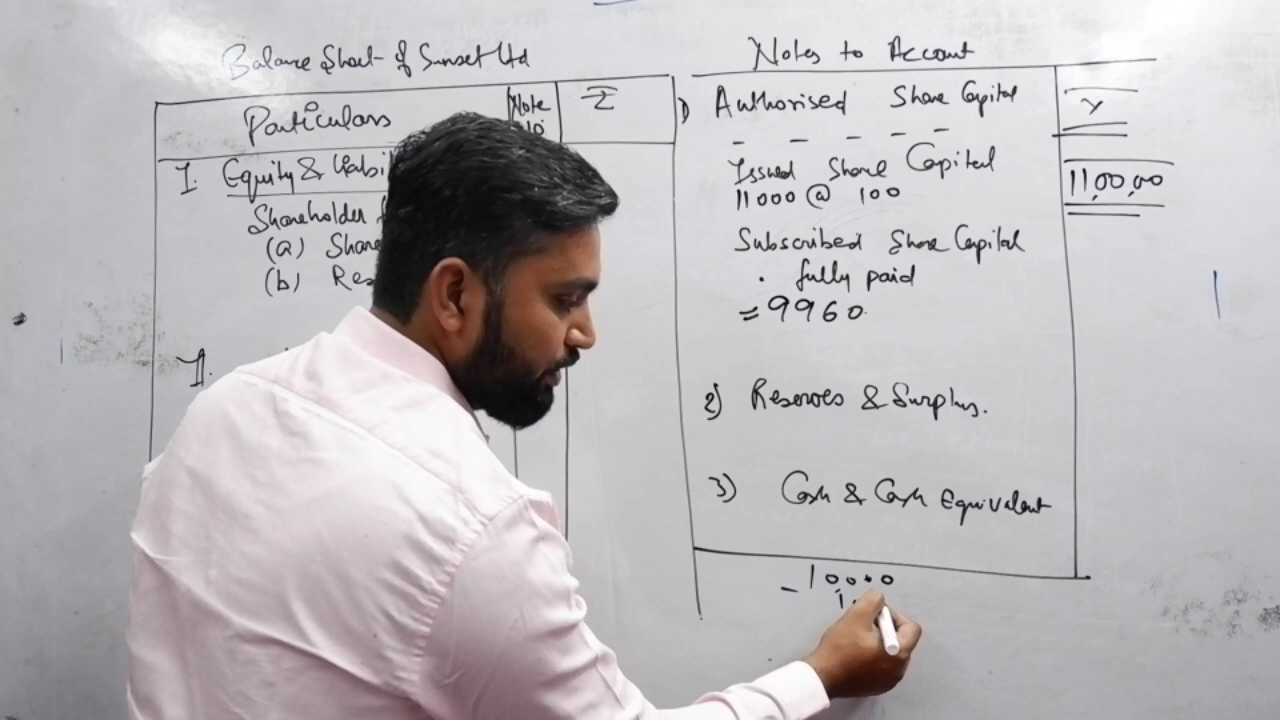 Balance Sheet of Sunset Ltd
Particulars
Note
I. Equity & Liabil
Shareholder f
(a) Share
(b) Res
II.
Notes to Account
1) Authorised Share Capital
- - - - -
Issued Share Capital
11000 @ 100
11,00,00
Subscribed Share Capital
. fully paid
= 9960
2) Reserves & Surplus.
3) Cash & Cash Equivalent
- 10000
1